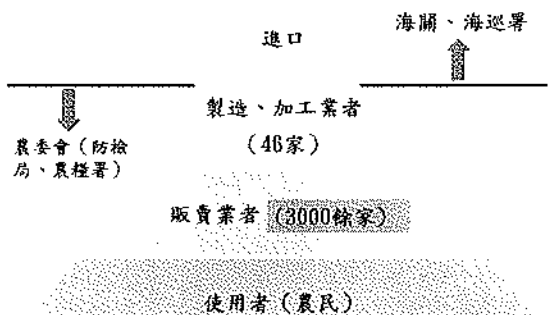 進口
海關、海巡署
製造、加工業者
(46家)
農委會(防檢
局、農糧署)
販賣業者 (3000餘家)
使用者(農民)